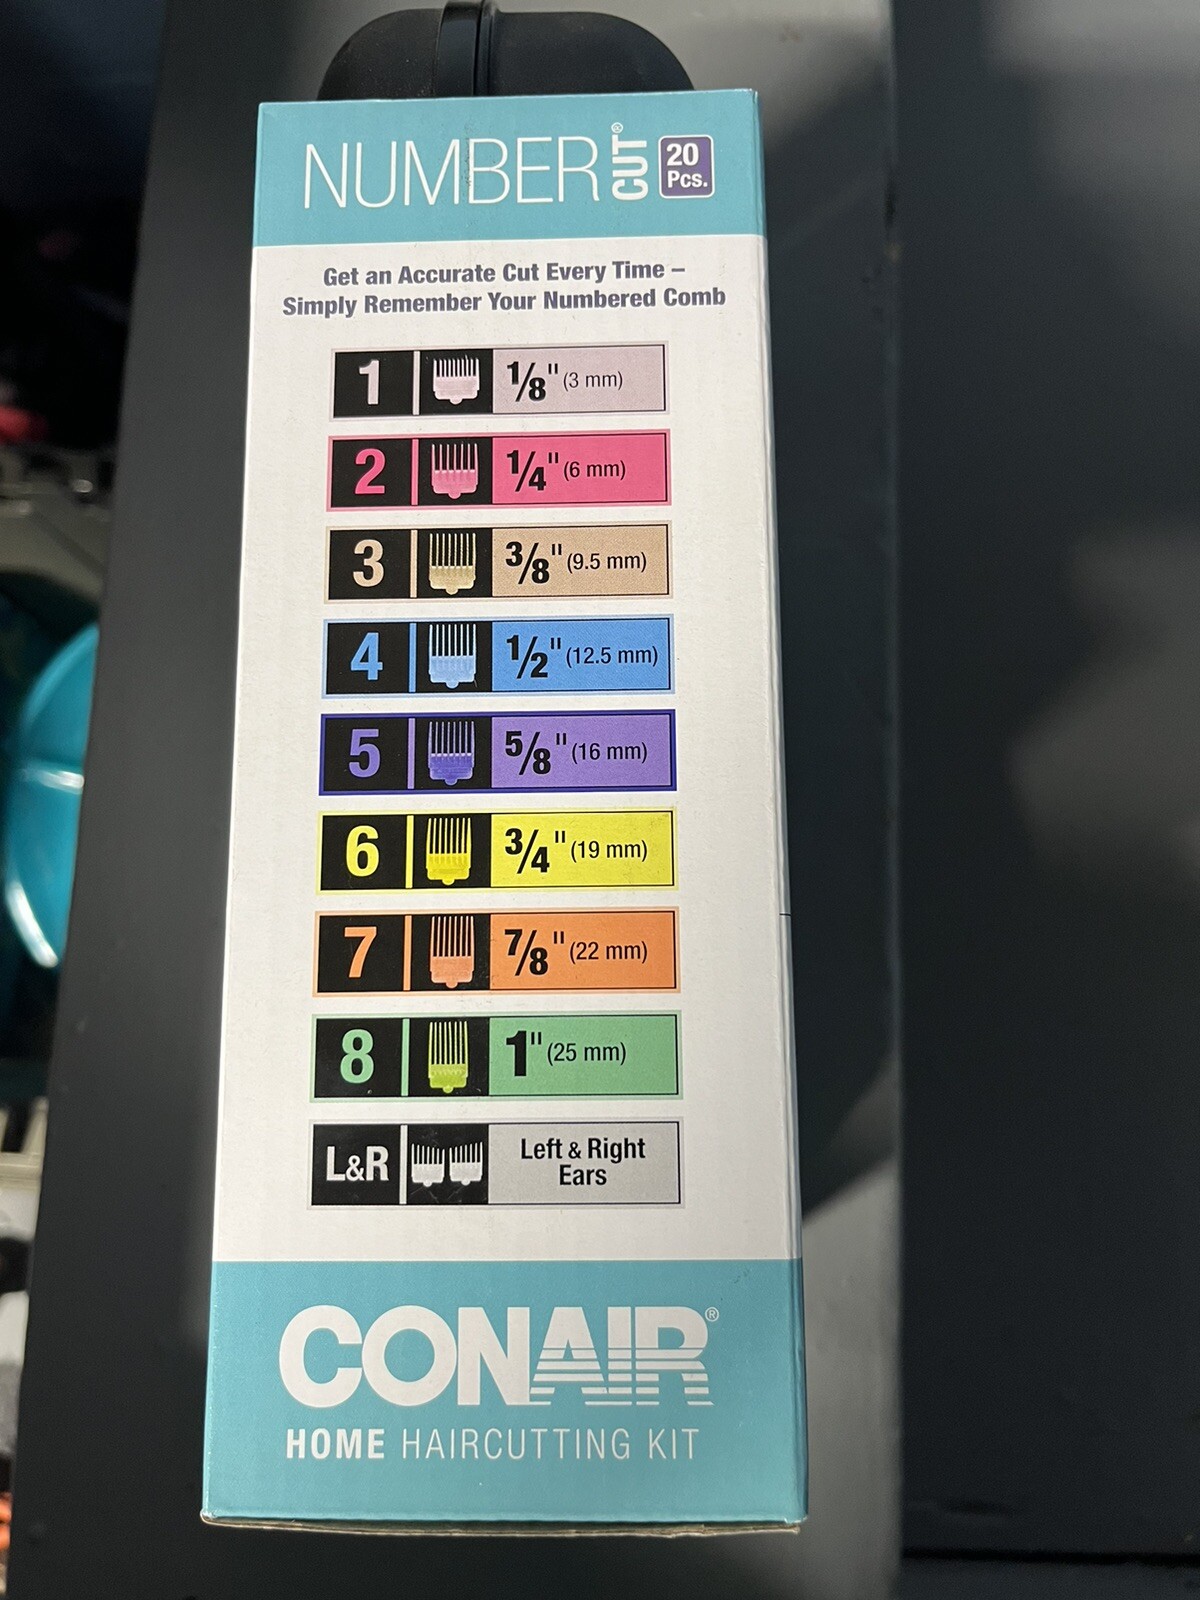 NUMBER CUT® 20 Pcs.
Get an Accurate Cut Every Time –
Simply Remember Your Numbered Comb
1 1/8" (3 mm)
2 1/4" (6 mm)
3 3/8" (9.5 mm)
4 1/2" (12.5 mm)
5 5/8" (16 mm)
6 3/4" (19 mm)
7 7/8" (22 mm)
8 1" (25 mm)
L&R Left & Right
Ears
CONAIR®
HOME HAIRCUTTING KIT